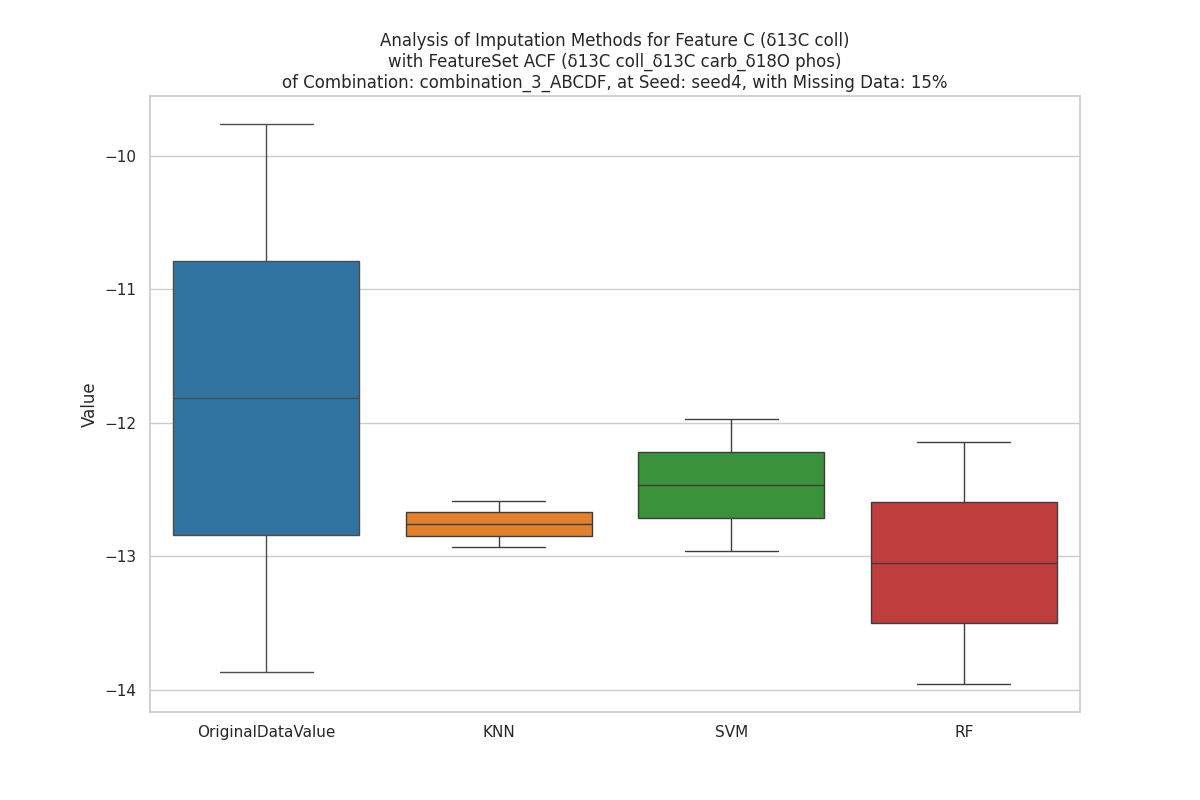 Analysis of Imputation Methods for Feature C (δ13C coll)
with FeatureSet ACF (δ13C coll_δ13C carb_δ18O phos)
of Combination: combination_3_ABCDF, at Seed: seed4, with Missing Data: 15%
Value
−10
−11
−12
−13
−14
OriginalDataValue
KNN
SVM
RF